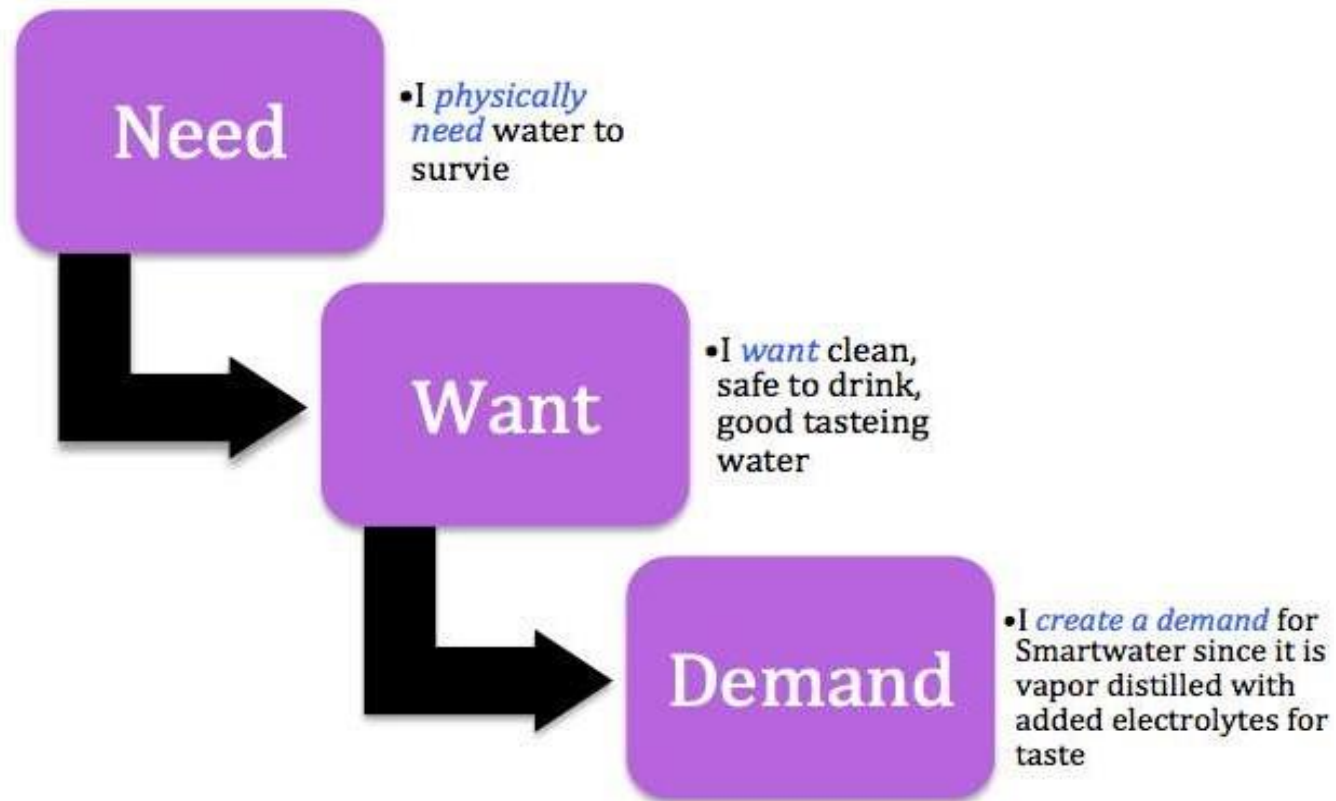 Need
•I physically
need water to
survie
Want
•I want clean,
safe to drink,
good tasteing
water
Demand
•I create a demand for
Smartwater since it is
vapor distilled with
added electrolytes for
taste